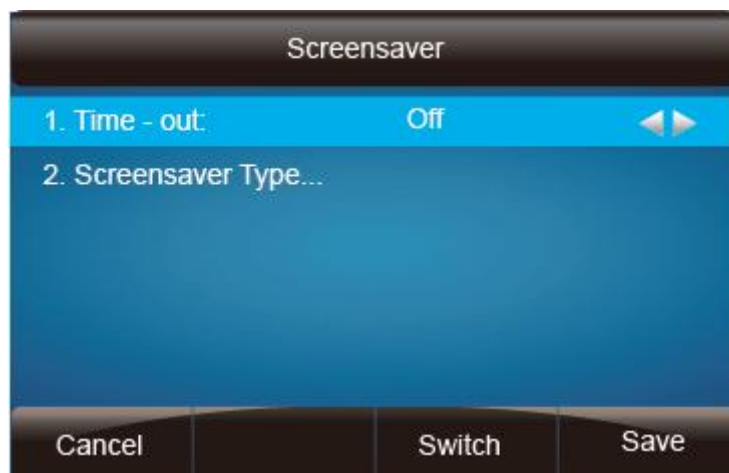 Screensaver
1. Time - out: Off
2. Screensaver Type...
Cancel Switch Save